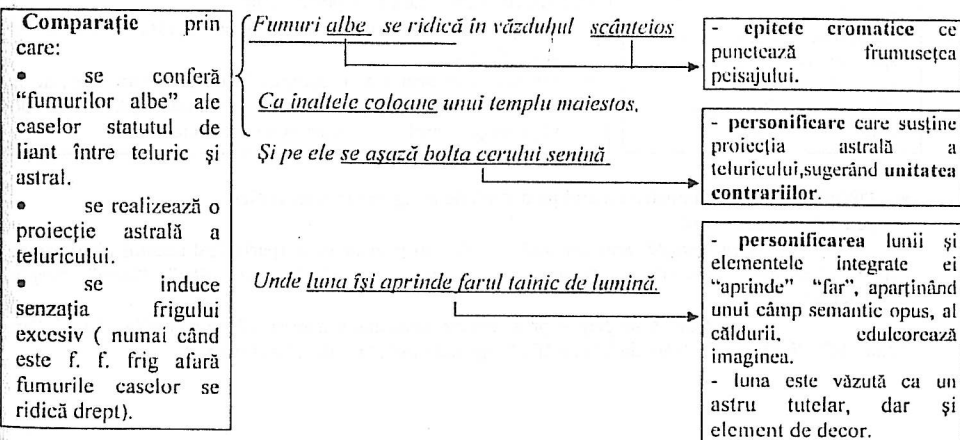 Comparație prin
care:
• se conferă
“fumurilor albe” ale
caselor statutul de
liant între teluric și
astral.
• se realizează o
proiecție astrală a
teluricului.
• se induce
senzația frigului
excesiv ( numai când
este f. f. frig afară
fumurile caselor se
ridică drept).
Fumuri albe se ridică în văzduhul scânteios
Ca înaltele coloane unui templu maiestos,
Și pe ele se așază bolta cerului senină
Unde luna își aprinde farul tainic de lumină.
- epitete cromatice ce
punctează frumusețea
peisajului.
- personificare care susține
proiecția astrală a
teluricului,sugerând unitatea
contrariilor.
- personificarea lunii și
elementele integrate ei
“aprinde” “far”, aparținând
unui câmp semantic opus, al
căldurii, edulcorează
imaginea.
- luna este văzută ca un
astru tutelar, dar și
element de decor.